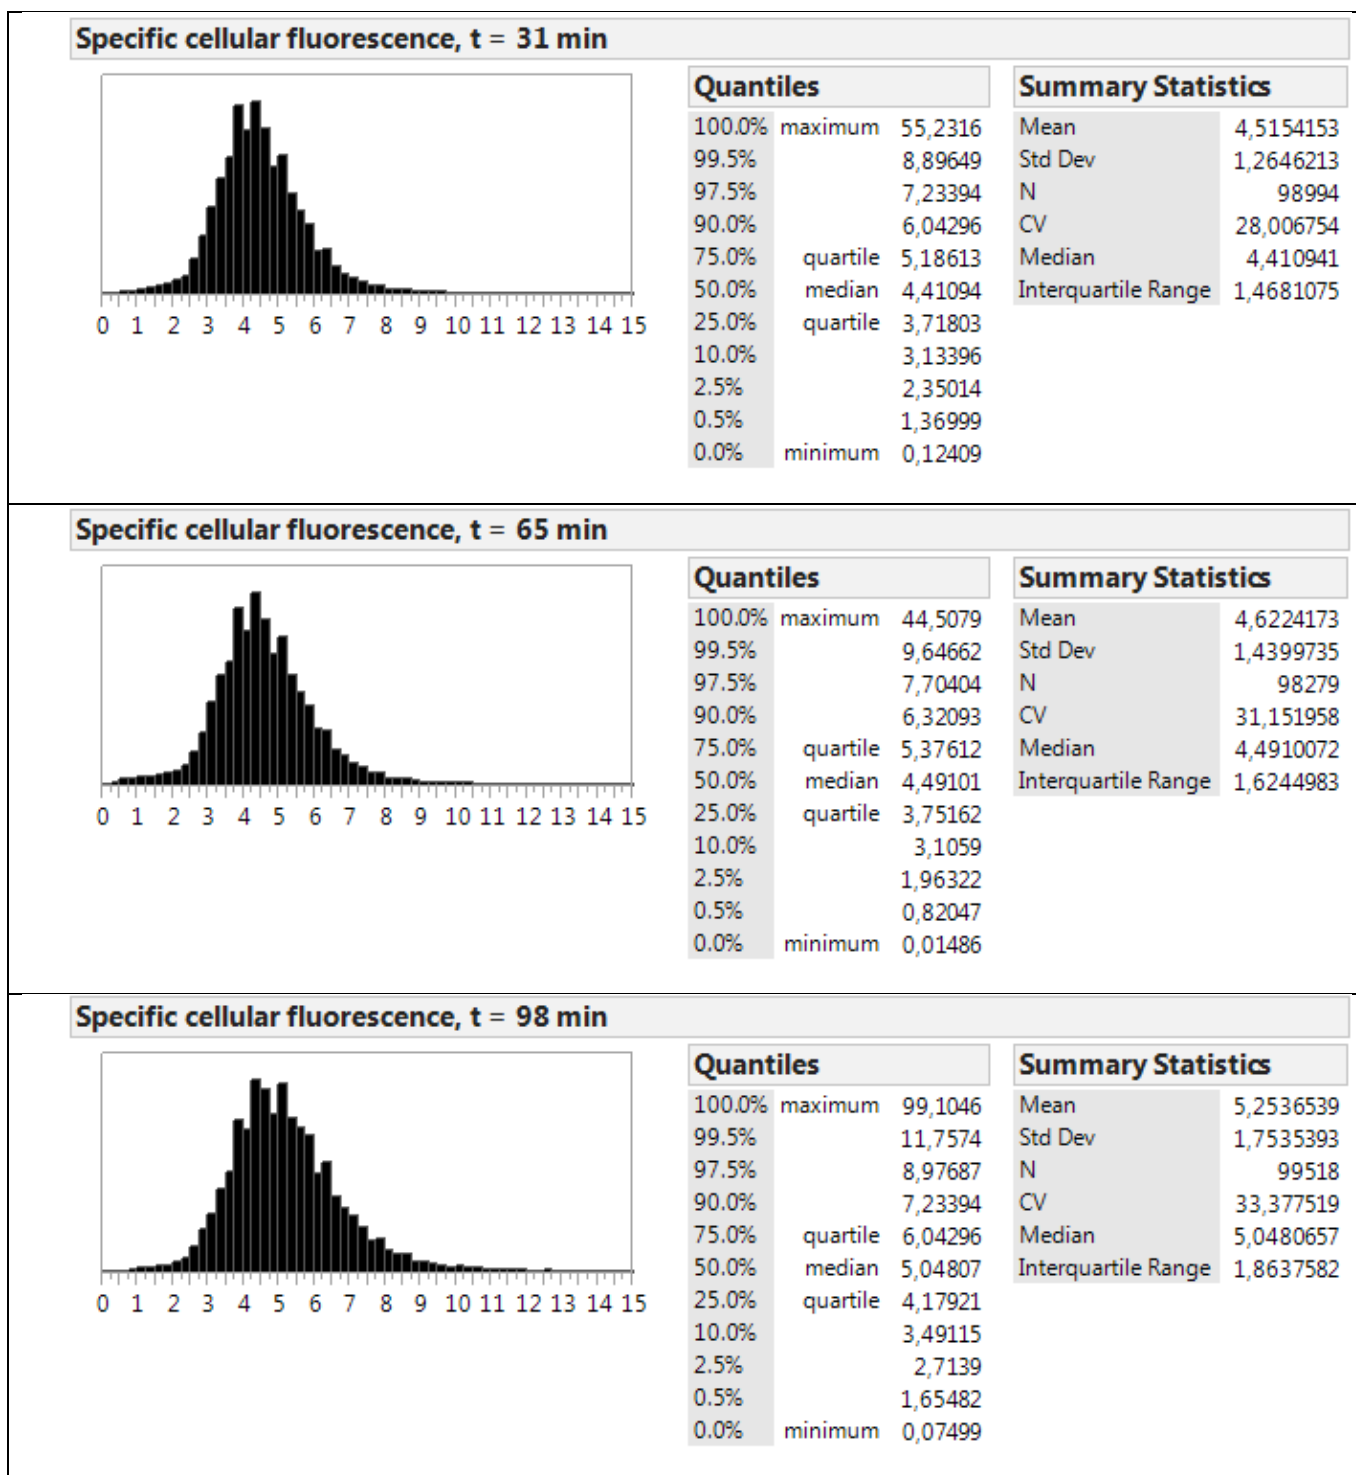 Specific cellular fluorescence, t = 31 min
0 1 2 3 4 5 6 7 8 9 10 11 12 13 14 15
Quantiles
100.0% maximum 55,2316
99.5% 8,89649
97.5% 7,23394
90.0% 6,04296
75.0% quartile 5,18613
50.0% median 4,41094
25.0% quartile 3,71803
10.0% 3,13396
2.5% 2,35014
0.5% 1,36999
0.0% minimum 0,12409
Summary Statistics
Mean 4,5154153
Std Dev 1,2646213
N 98994
CV 28,006754
Median 4,410941
Interquartile Range 1,4681075
Specific cellular fluorescence, t = 65 min
0 1 2 3 4 5 6 7 8 9 10 11 12 13 14 15
Quantiles
100.0% maximum 44,5079
99.5% 9,64662
97.5% 7,70404
90.0% 6,32093
75.0% quartile 5,37612
50.0% median 4,49101
25.0% quartile 3,75162
10.0% 3,1059
2.5% 1,96322
0.5% 0,82047
0.0% minimum 0,01486
Summary Statistics
Mean 4,6224173
Std Dev 1,4399735
N 98279
CV 31,151958
Median 4,4910072
Interquartile Range 1,6244983
Specific cellular fluorescence, t = 98 min
0 1 2 3 4 5 6 7 8 9 10 11 12 13 14 15
Quantiles
100.0% maximum 99,1046
99.5% 11,7574
97.5% 8,97687
90.0% 7,23394
75.0% quartile 6,04296
50.0% median 5,04807
25.0% quartile 4,17921
10.0% 3,49115
2.5% 2,7139
0.5% 1,65482
0.0% minimum 0,07499
Summary Statistics
Mean 5,2536539
Std Dev 1,7535393
N 99518
CV 33,377519
Median 5,0480657
Interquartile Range 1,8637582